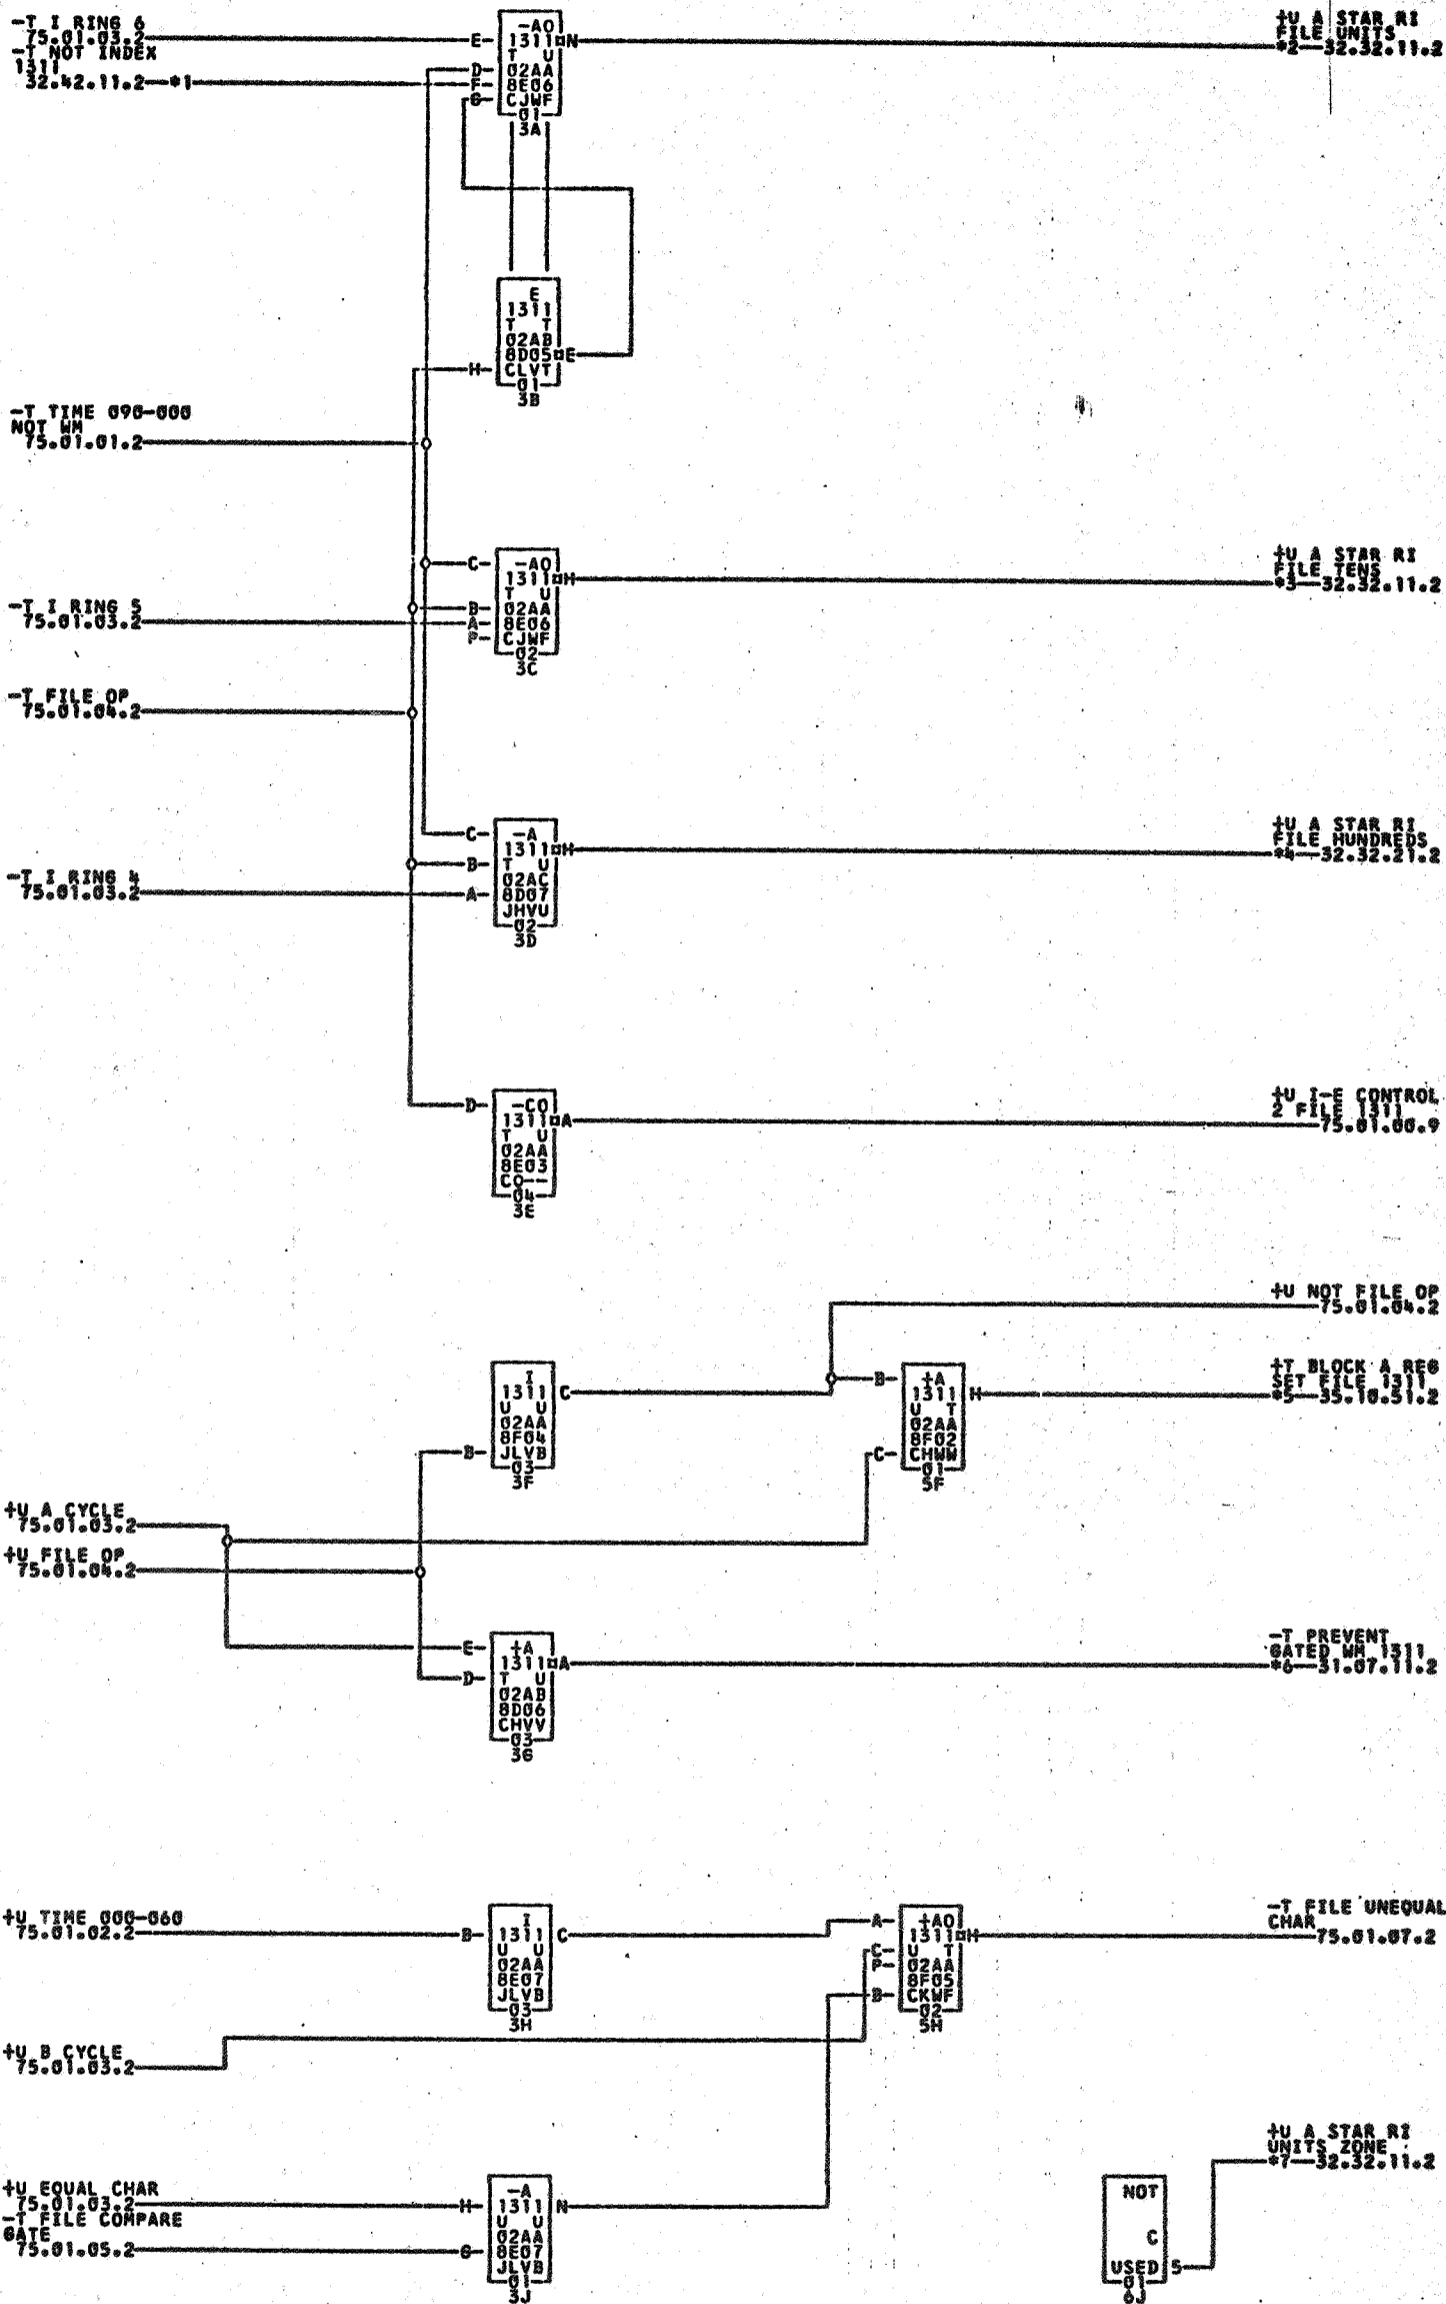 -T I RING 6
75.01.03.2
-T NOT INDEX
1311
32.42.11.2 *1
E
D
F
G
-AO
1311 N
T U
02AA
8E06
CJWF
01
3A
+U A STAR RI
FILE UNITS
*2 32.32.11.2
E
1311
T T
02AB
8D05 E
H CLVT
01
3B
-T TIME 090-000
NOT WM
75.01.01.2
C -AO
1311 H
T U
B 02AA
A 8E06
P CJWF
02
3C
+U A STAR RI
FILE TENS
*3 32.32.11.2
-T I RING 5
75.01.03.2
-T FILE OP
75.01.04.2
C -A
1311 H
B T U
02AC
A 8D07
JHVU
02
3D
+U A STAR RI
FILE HUNDREDS
*4 32.32.21.2
-T I RING 4
75.01.03.2
D -CO
1311 A
T U
02AA
8E03
CQ--
04
3E
+U I-E CONTROL
2 FILE 1311
75.01.00.9
+U NOT FILE OP
75.01.04.2
I
1311 C
U U
02AA
8F04
B JLVB
03
3F
B +A
1311 H
U T
02AA
8F02
C CHWW
01
5F
+T BLOCK A REG
SET FILE 1311
*5 35.10.51.2
+U A CYCLE
75.01.03.2
+U FILE OP
75.01.04.2
E +A
1311 A
D T U
02AB
8D06
CHVV
03
3G
-T PREVENT
GATED WM 1311
*6 31.07.11.2
+U TIME 000-060
75.01.02.2
I
B 1311 C
U U
02AA
8E07
JLVB
03
3H
A +AO
1311 H
C U T
P 02AA
8F05
B CKWF
02
5H
-T FILE UNEQUAL
CHAR
75.01.07.2
+U B CYCLE
75.01.03.2
+U EQUAL CHAR
75.01.03.2
-T FILE COMPARE
GATE
75.01.05.2
-A
H 1311 N
U U
02AA
G 8E07
JLVB
01
3J
+U A STAR RI
UNITS ZONE
*7 32.32.11.2
NOT
C
USED S
01
6J